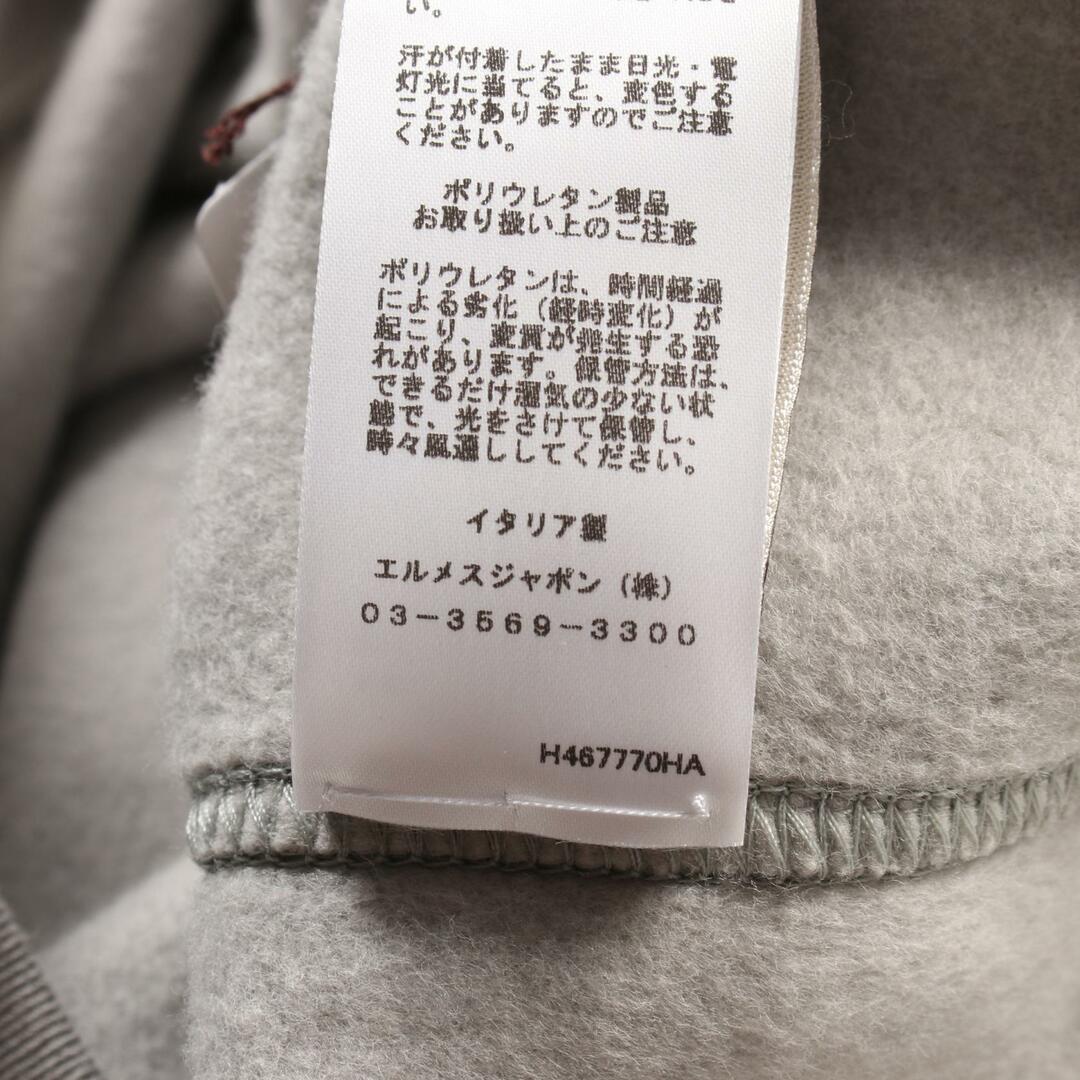 い。
汗が付着したまま日光・電
灯光に当てると、変色する
ことがありますのでご注意
ください。
ポリウレタン製品
お取り扱い上のご注意
ポリウレタンは、時間経過
による劣化（経時変化）が
起こり、変質が発生する恐
れがあります。保管方法は、
できるだけ湿気の少ない状
態で、光をさけて保管し、
時々風通ししてください。
イタリア製
エルメスジャポン（株）
03-3569-3300
H467770HA